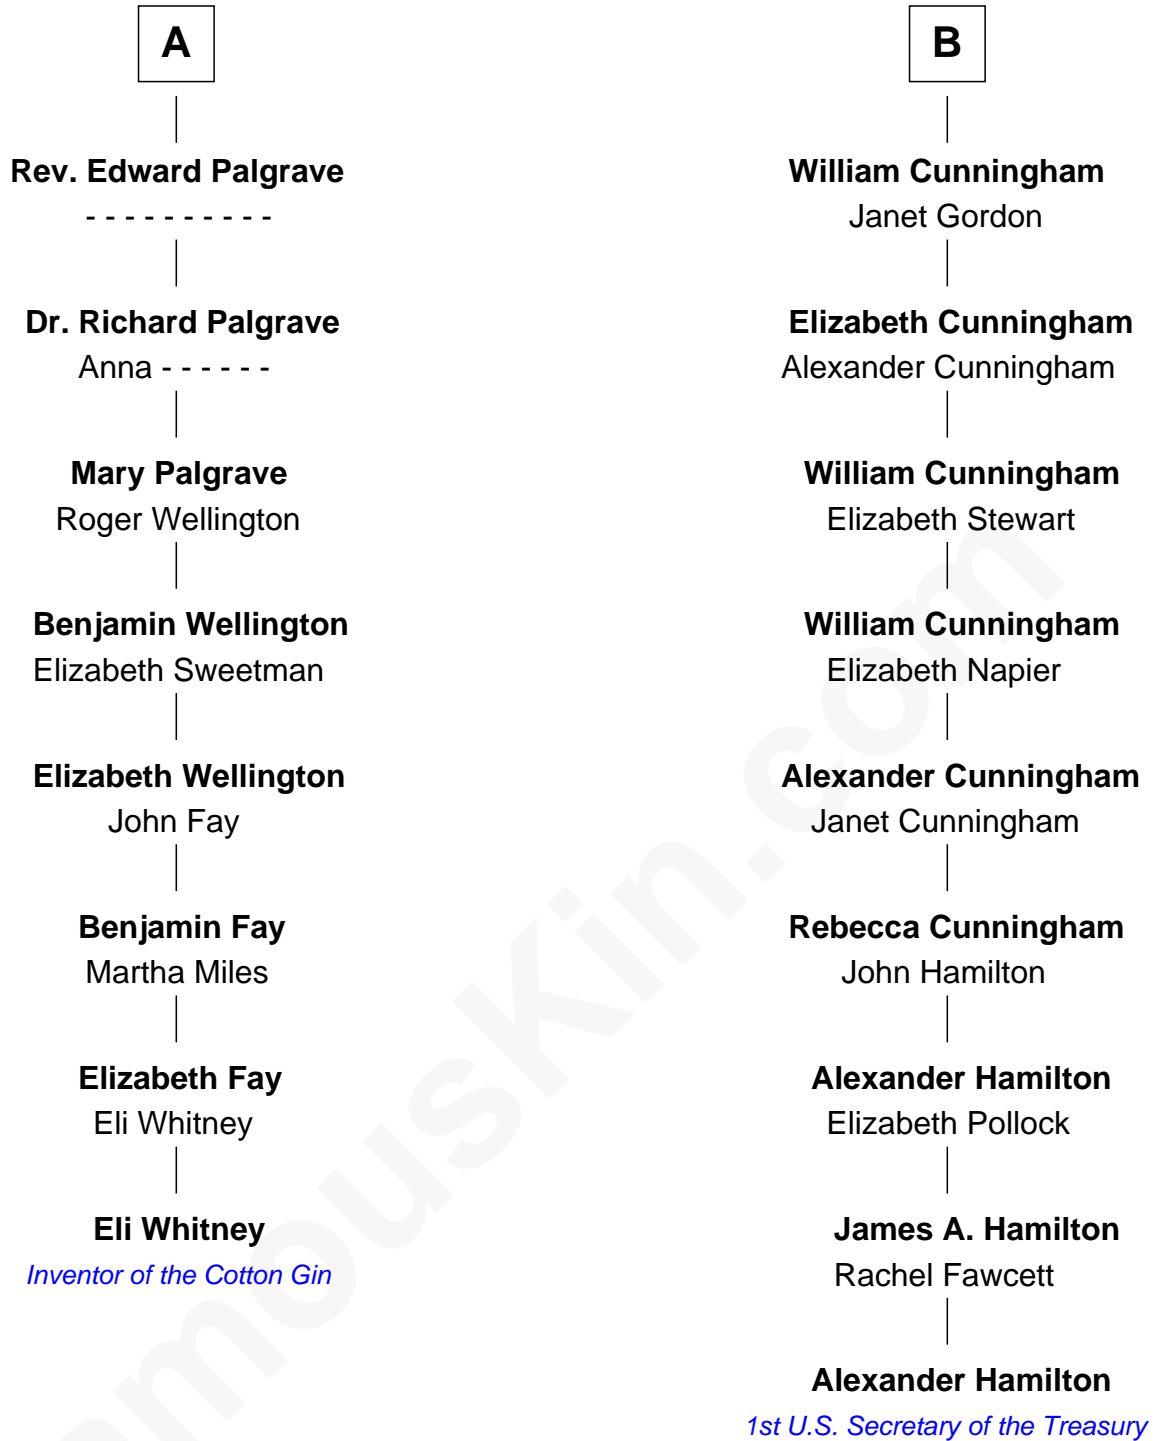 A
Rev. Edward Palgrave
- - - - - - - - - -
Dr. Richard Palgrave
Anna - - - - - -
Mary Palgrave
Roger Wellington
Benjamin Wellington
Elizabeth Sweetman
Elizabeth Wellington
John Fay
Benjamin Fay
Martha Miles
Elizabeth Fay
Eli Whitney
Eli Whitney
Inventor of the Cotton Gin
B
William Cunningham
Janet Gordon
Elizabeth Cunningham
Alexander Cunningham
William Cunningham
Elizabeth Stewart
William Cunningham
Elizabeth Napier
Alexander Cunningham
Janet Cunningham
Rebecca Cunningham
John Hamilton
Alexander Hamilton
Elizabeth Pollock
James A. Hamilton
Rachel Fawcett
Alexander Hamilton
1st U.S. Secretary of the Treasury
amousKin.com